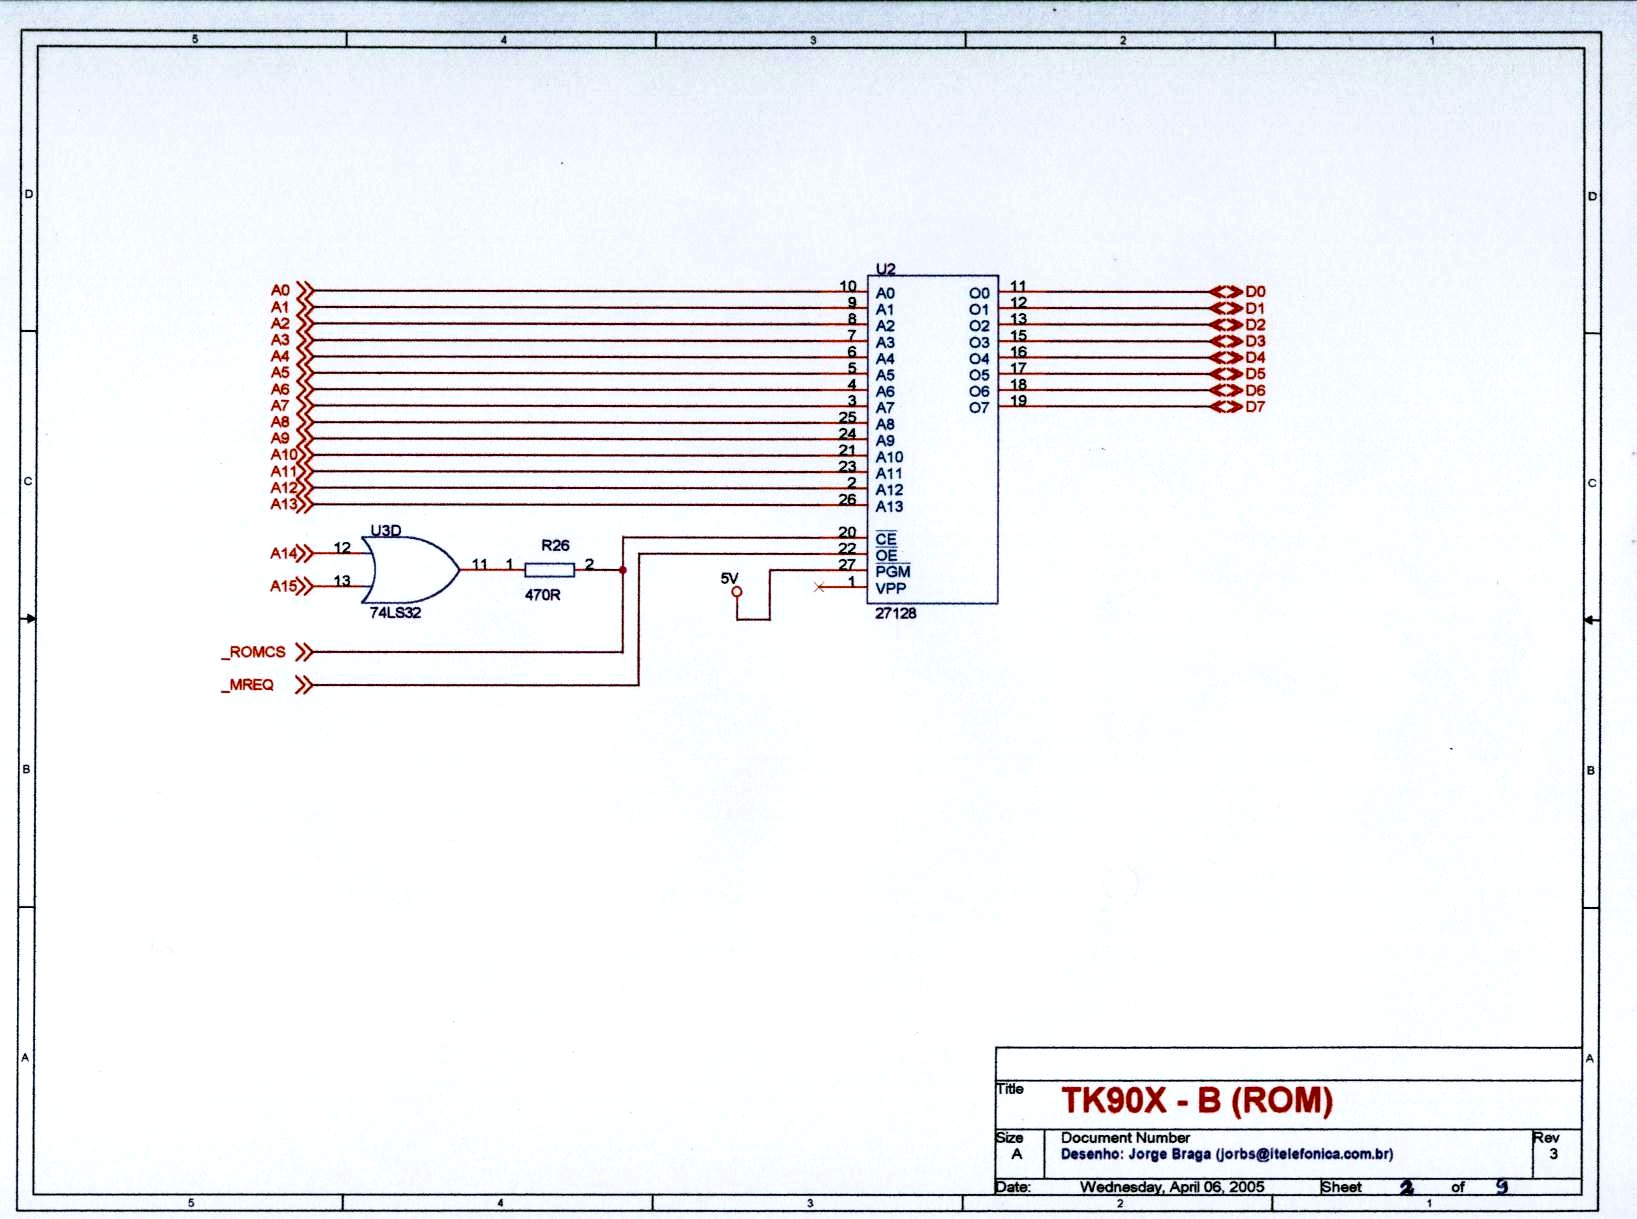 5 4 3 2 1
D D
C C
B B
A A
U2
A0 10 A0 O0 11 D0
A1 9 A1 O1 12 D1
A2 8 A2 O2 13 D2
A3 7 A3 O3 15 D3
A4 6 A4 O4 16 D4
A5 5 A5 O5 17 D5
A6 4 A6 O6 18 D6
A7 3 A7 O7 19 D7
A8 25 A8
A9 24 A9
A10 21 A10
A11 23 A11
A12 2 A12
A13 26 A13
U3D
20 CE
A14 12 R26 22 OE
11 1 2 27 PGM
A15 13 5V 1 VPP
470R
74LS32 27128
_ROMCS
_MREQ
Title
TK90X - B (ROM)
Size Document Number Rev
A Desenho: Jorge Braga (jorbs@itelefonica.com.br) 3
Date: Wednesday, April 06, 2005 Sheet 2 of 9
5 4 3 2 1